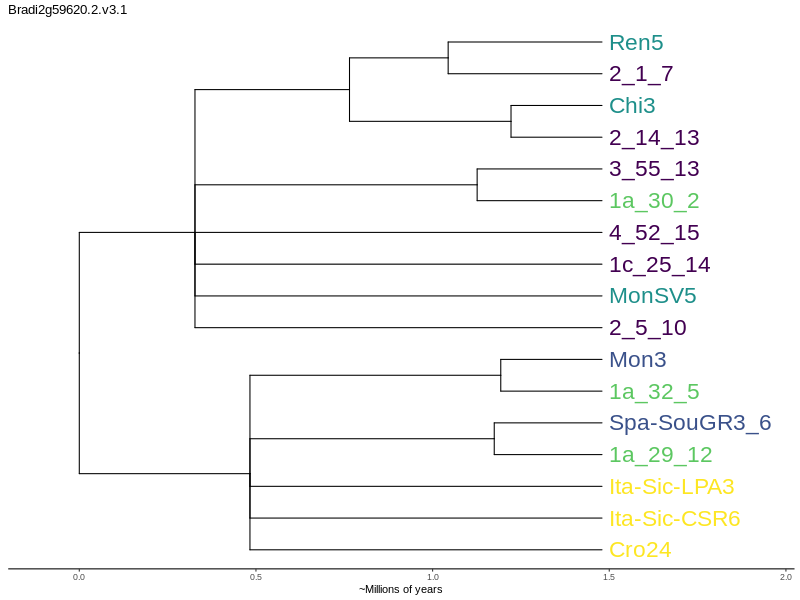 Bradi2g59620.2.v3.1
Ren5
2_1_7
Chi3
2_14_13
3_55_13
1a_30_2
4_52_15
1c_25_14
MonSV5
2_5_10
Mon3
1a_32_5
Spa-SouGR3_6
1a_29_12
Ita-Sic-LPA3
Ita-Sic-CSR6
Cro24
0.0 0.5 1.0 1.5 2.0
~Millions of years